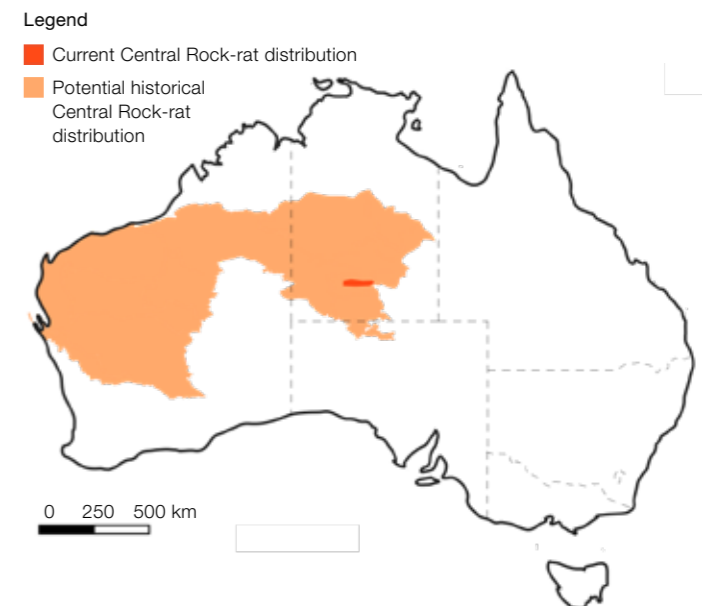 Legend
Current Central Rock-rat distribution
Potential historical
Central Rock-rat
distribution
0 250 500 km